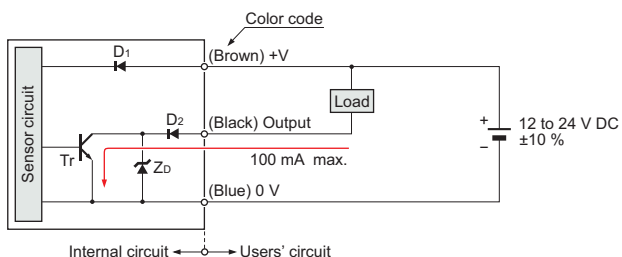 Color code
D1
(Brown) +V
Sensor circuit
Load
D2
(Black) Output
+
12 to 24 V DC
±10 %
−
Tr
ZD
100 mA max.
(Blue) 0 V
Internal circuit
Users' circuit